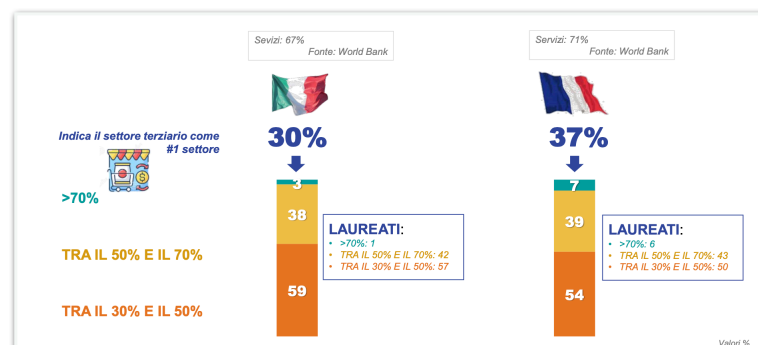 Sevizi: 67%
Fonte: World Bank
Servizi: 71%
Fonte: World Bank
Indica il settore terziario come
#1 settore
30%
37%
>70%
TRA IL 50% E IL 70%
TRA IL 30% E IL 50%
3
38
59
LAUREATI:
• >70%: 1
• TRA IL 50% E IL 70%: 42
• TRA IL 30% E IL 50%: 57
7
39
54
LAUREATI:
• >70%: 6
• TRA IL 50% E IL 70%: 43
• TRA IL 30% E IL 50%: 50
Valori %